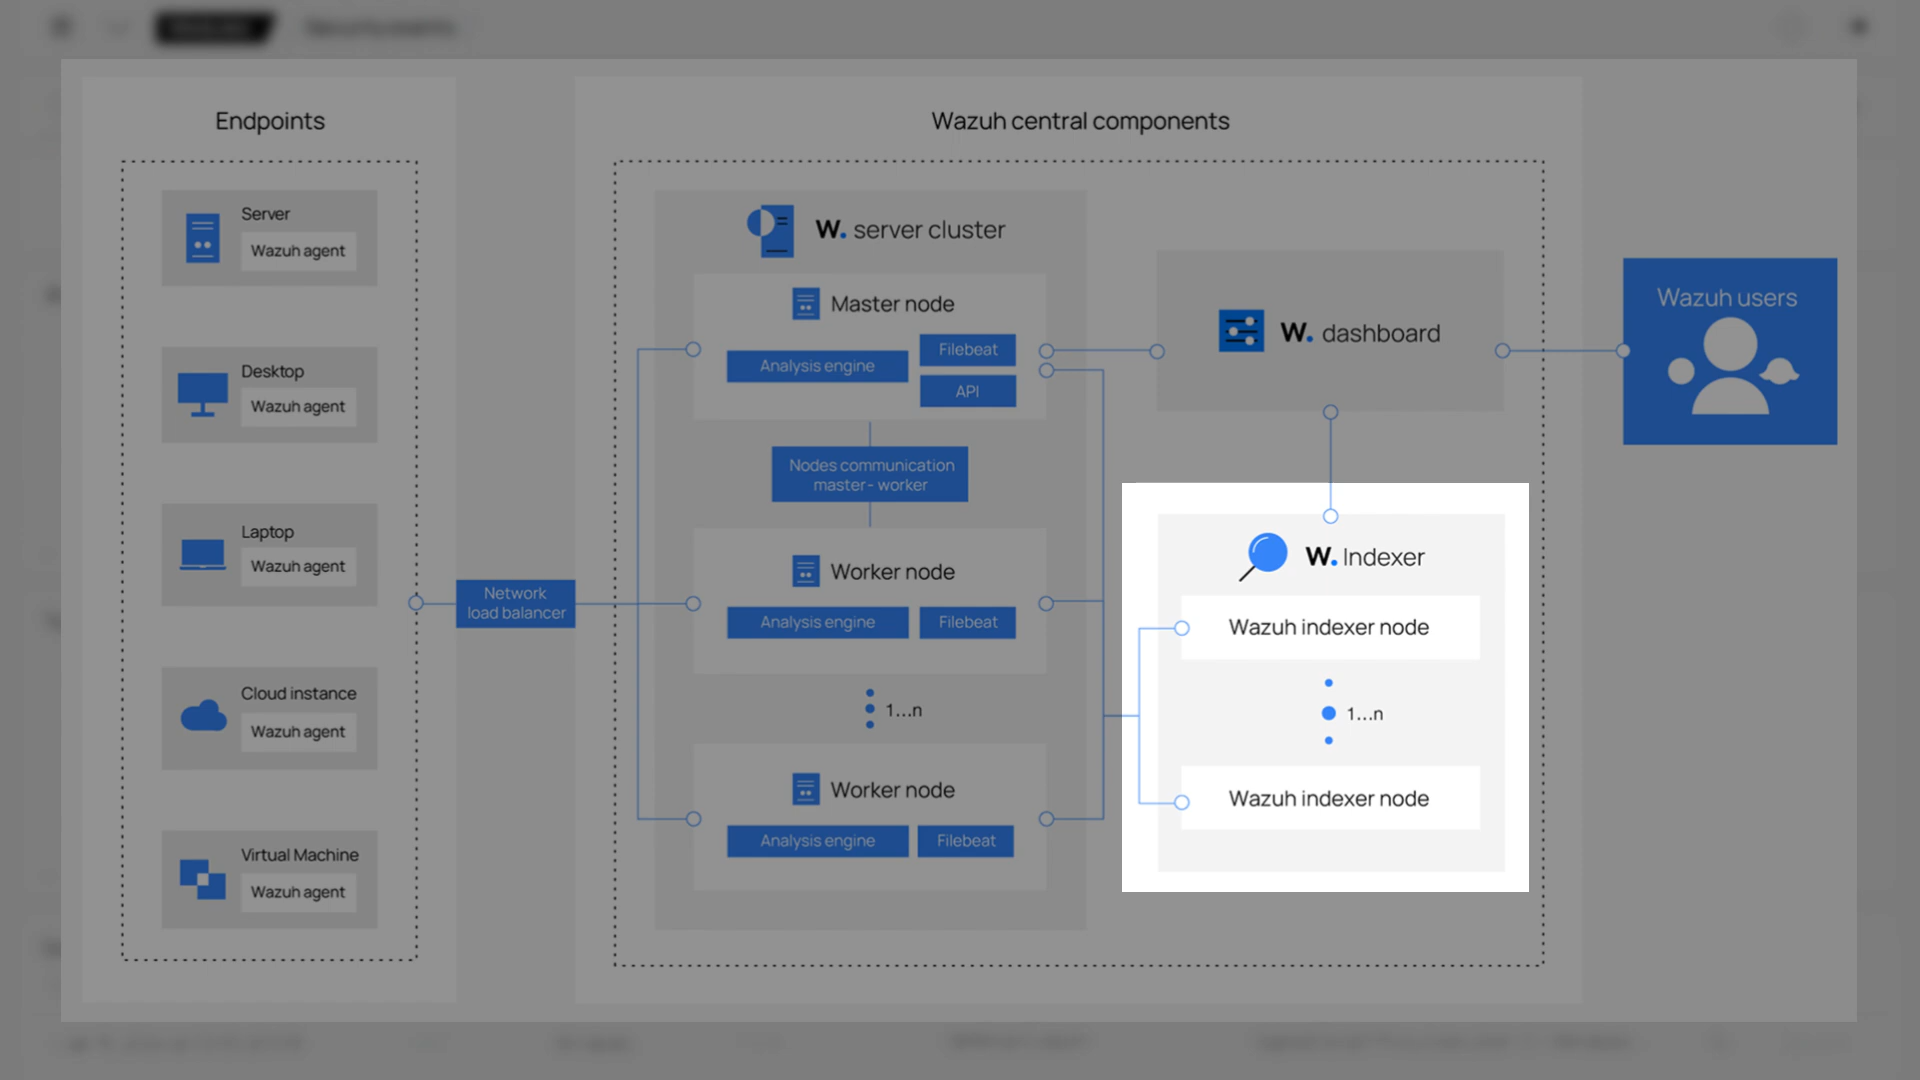 Endpoints
Server
Wazuh agent
Desktop
Wazuh agent
Laptop
Wazuh agent
Cloud instance
Wazuh agent
Virtual Machine
Wazuh agent
Network
load balancer
Wazuh central components
W. server cluster
Master node
Analysis engine
Filebeat
API
Nodes communication
master- worker
Worker node
Analysis engine
Filebeat
1...n
Worker node
Analysis engine
Filebeat
W. dashboard
W. Indexer
Wazuh indexer node
1...n
Wazuh indexer node
Wazuh users